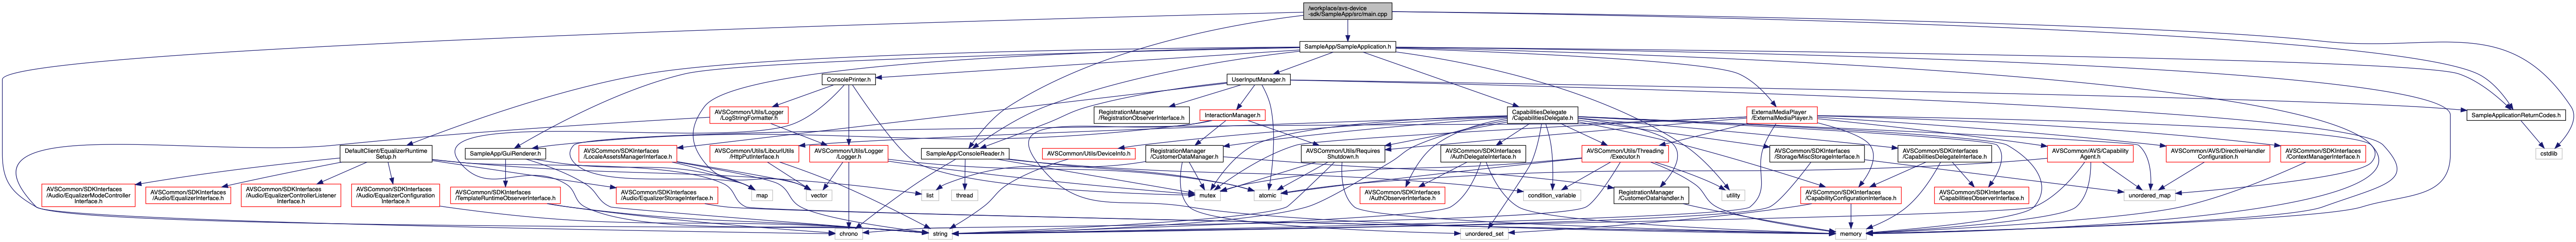 /workplace/avs-device
-sdk/SampleApp/src/main.cpp
SampleApp/SampleApplication.h
ConsolePrinter.h
UserInputManager.h
AVSCommon/Utils/Logger
/LogStringFormatter.h
RegistrationManager
/RegistrationObserverInterface.h
InteractionManager.h
CapabilitiesDelegate
/CapabilitiesDelegate.h
ExternalMediaPlayer
/ExternalMediaPlayer.h
SampleApplicationReturnCodes.h
DefaultClient/EqualizerRuntime
Setup.h
SampleApp/GuiRenderer.h
AVSCommon/SDKInterfaces
/LocaleAssetsManagerInterface.h
AVSCommon/Utils/LibcurlUtils
/HttpPutInterface.h
AVSCommon/Utils/Logger
/Logger.h
SampleApp/ConsoleReader.h
AVSCommon/Utils/DeviceInfo.h
RegistrationManager
/CustomerDataManager.h
AVSCommon/Utils/Requires
Shutdown.h
AVSCommon/SDKInterfaces
/AuthDelegateInterface.h
AVSCommon/Utils/Threading
/Executor.h
AVSCommon/SDKInterfaces
/Storage/MiscStorageInterface.h
AVSCommon/SDKInterfaces
/CapabilitiesDelegateInterface.h
AVSCommon/AVS/Capability
Agent.h
AVSCommon/AVS/DirectiveHandler
Configuration.h
AVSCommon/SDKInterfaces
/ContextManagerInterface.h
cstdlib
AVSCommon/SDKInterfaces
/Audio/EqualizerModeController
Interface.h
AVSCommon/SDKInterfaces
/Audio/EqualizerInterface.h
AVSCommon/SDKInterfaces
/Audio/EqualizerControllerListener
Interface.h
AVSCommon/SDKInterfaces
/Audio/EqualizerConfiguration
Interface.h
AVSCommon/SDKInterfaces
/TemplateRuntimeObserverInterface.h
AVSCommon/SDKInterfaces
/Audio/EqualizerStorageInterface.h
map
vector
list
thread
mutex
atomic
AVSCommon/SDKInterfaces
/AuthObserverInterface.h
condition_variable
RegistrationManager
/CustomerDataHandler.h
utility
AVSCommon/SDKInterfaces
/CapabilityConfigurationInterface.h
AVSCommon/SDKInterfaces
/CapabilitiesObserverInterface.h
unordered_map
chrono
string
unordered_set
memory